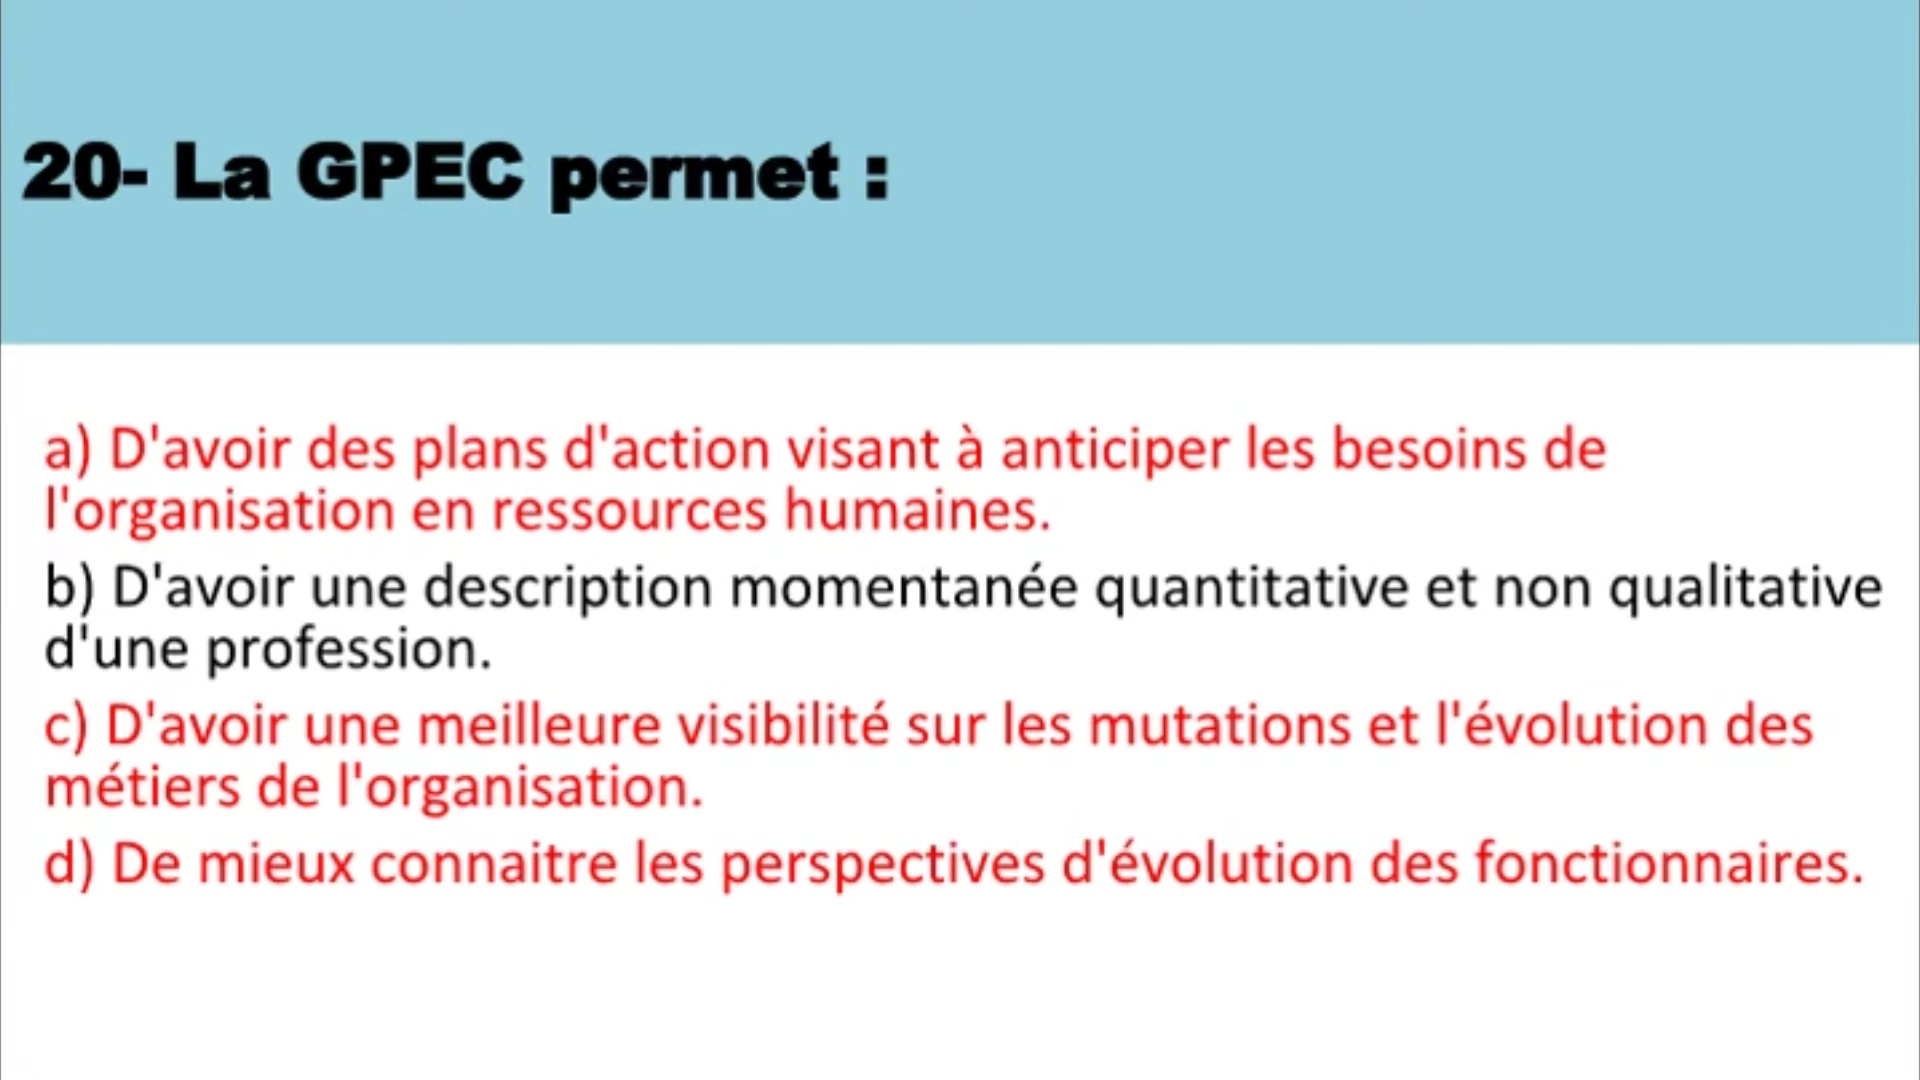 20- La GPEC permet :
a) D'avoir des plans d'action visant à anticiper les besoins de
l'organisation en ressources humaines.
b) D'avoir une description momentanée quantitative et non qualitative
d'une profession.
c) D'avoir une meilleure visibilité sur les mutations et l'évolution des
métiers de l'organisation.
d) De mieux connaitre les perspectives d'évolution des fonctionnaires.